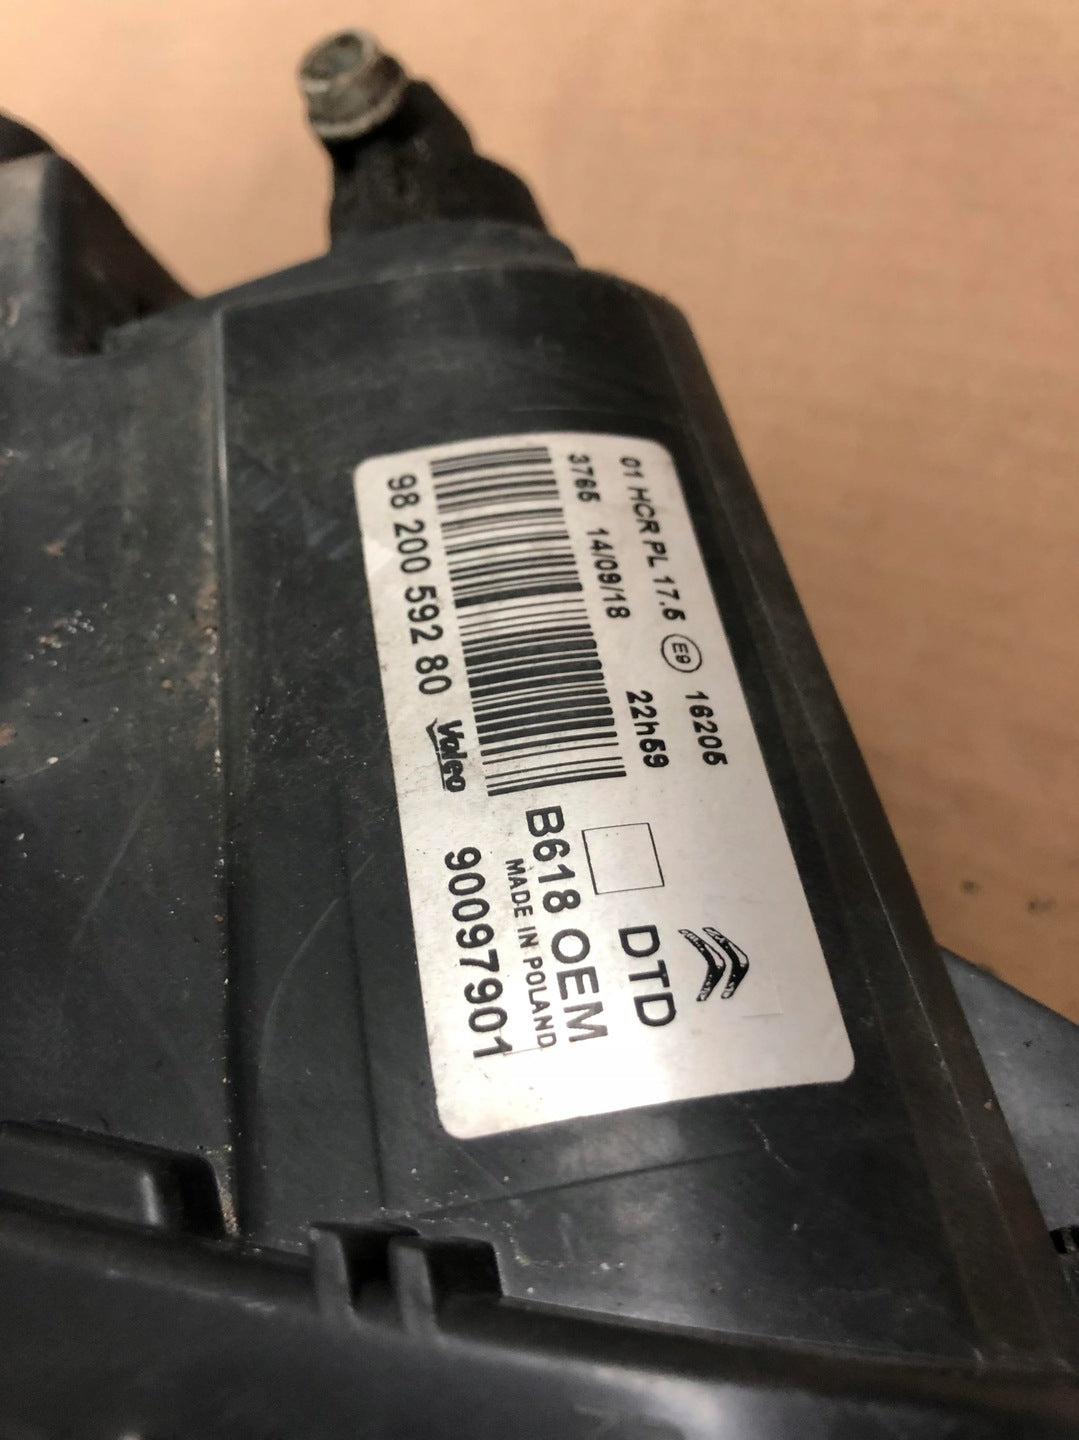 01 HCR PL 17.5 E9 16205
3765 14/09/18 22h59
DTD
98 200 592 80 Valeo
B618 OEM
MADE IN POLAND
90097901